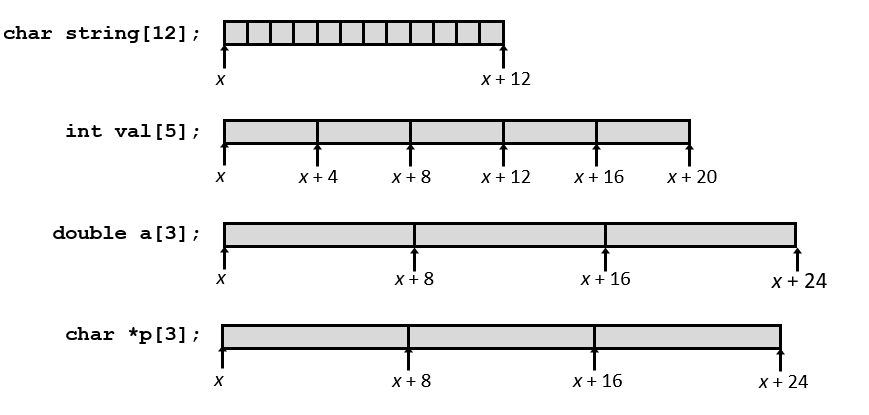 char string[12];
x x + 12
int val[5];
x x + 4 x + 8 x + 12 x + 16 x + 20
double a[3];
x x + 8 x + 16 x + 24
char *p[3];
x x + 8 x + 16 x + 24